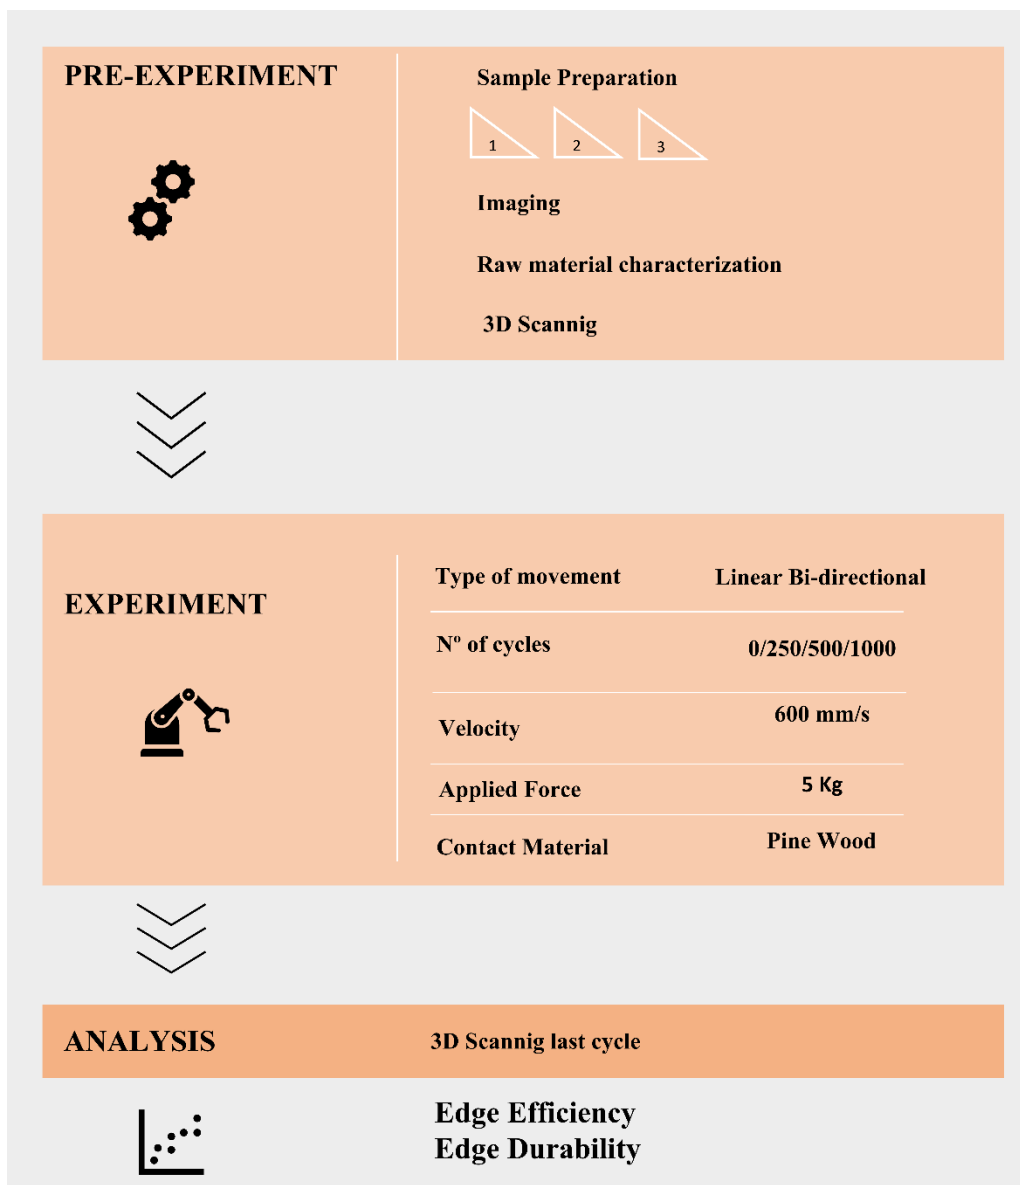 PRE-EXPERIMENT
Sample Preparation
1 2 3
Imaging
Raw material characterization
3D Scannig
EXPERIMENT
Type of movement Linear Bi-directional
Nº of cycles 0/250/500/1000
Velocity 600 mm/s
Applied Force 5 Kg
Contact Material Pine Wood
ANALYSIS
3D Scannig last cycle
Edge Efficiency
Edge Durability